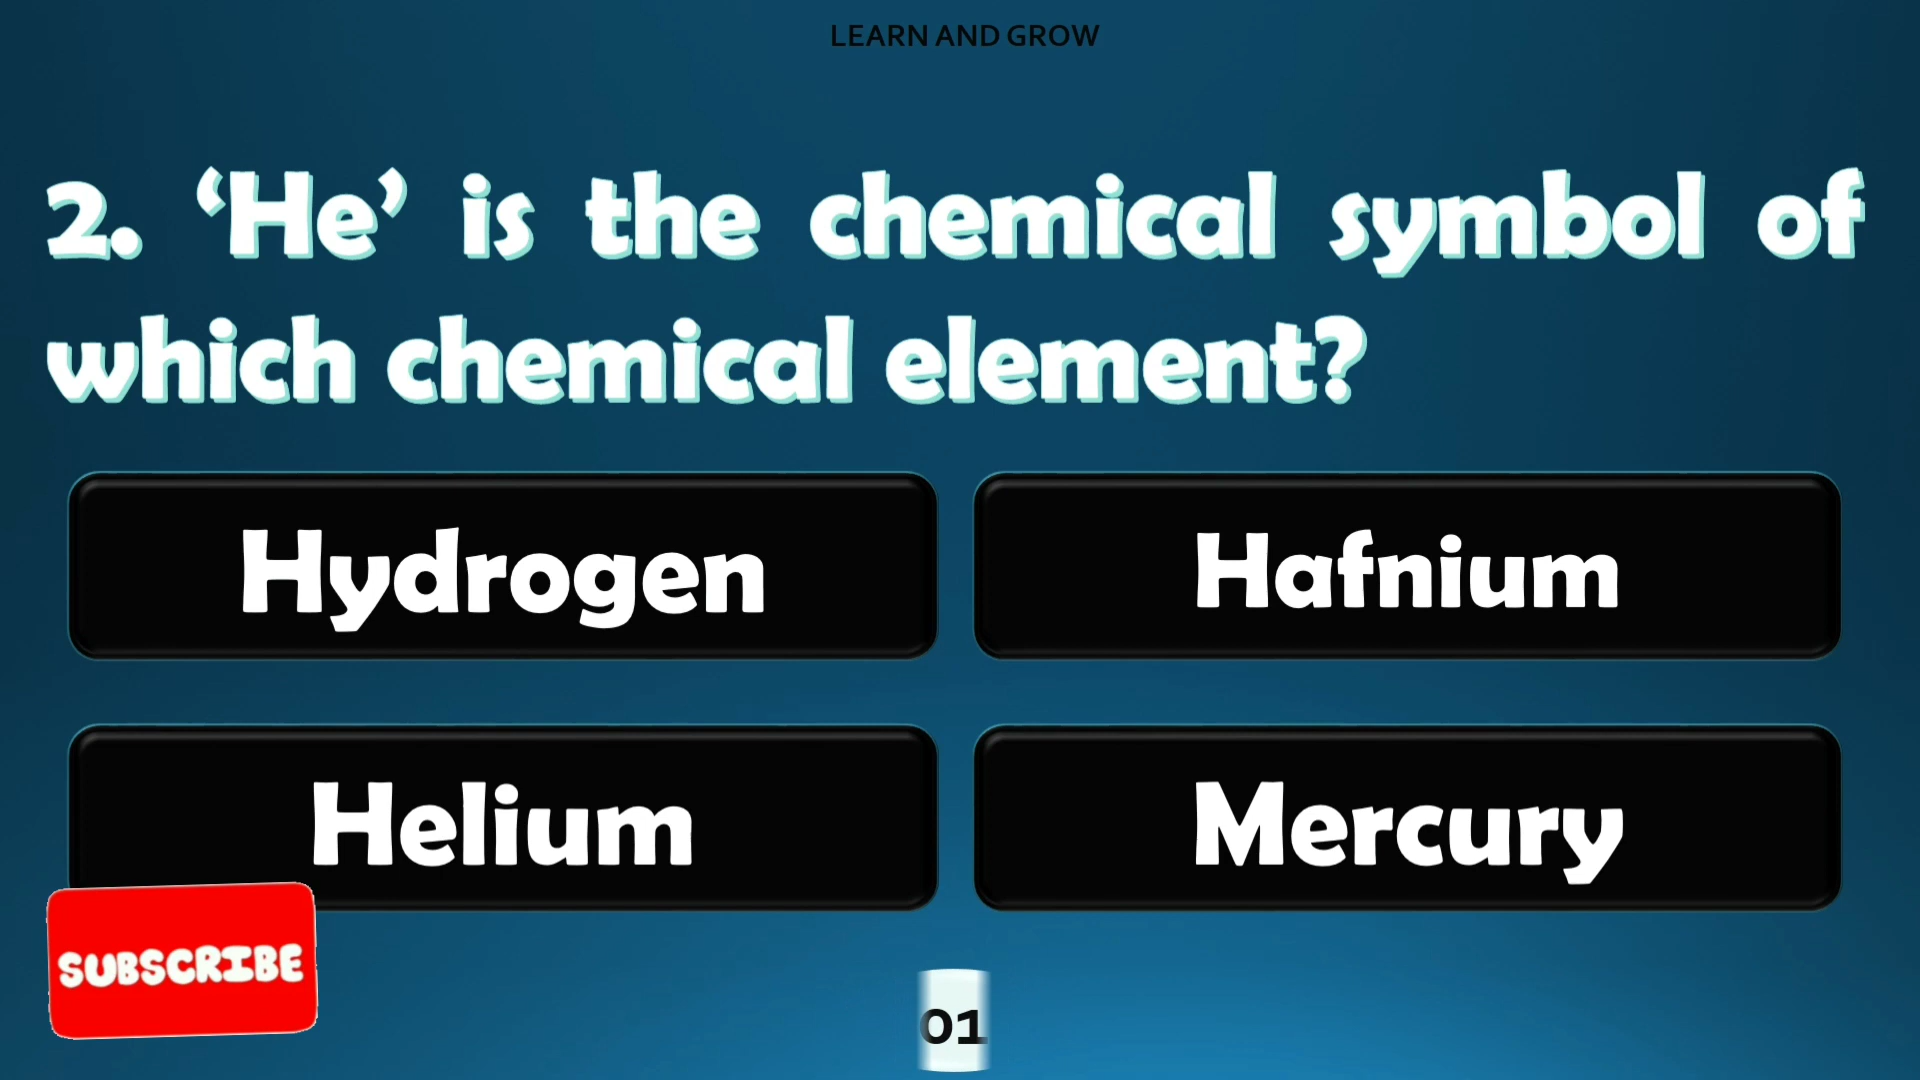 LEARN AND GROW
2. ‘He’ is the chemical symbol of
which chemical element?
Hydrogen
Hafnium
Helium
Mercury
SUBSCRIBE
01